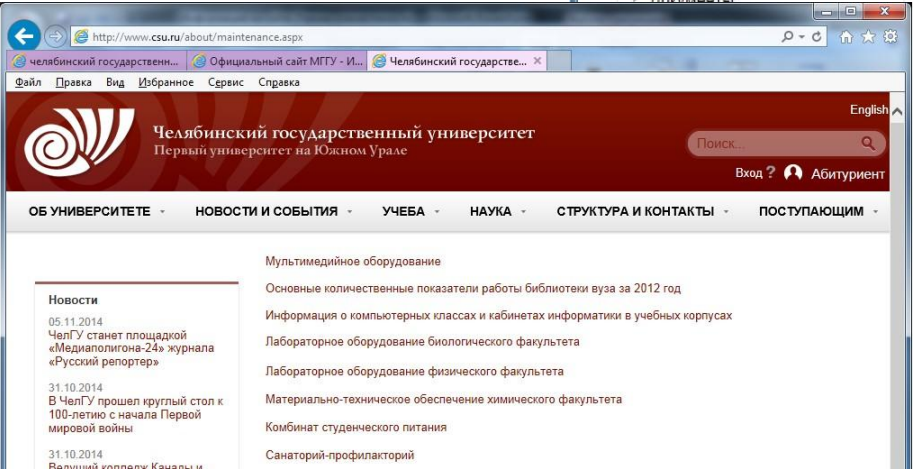 http://www.csu.ru/about/maintenance.aspx
челябинский государственн...
Официальный сайт МГГУ - И...
Челябинский государстве...
Файл Правка Вид Избранное Сервис Справка
English
Челябинский государственный университет
Первый университет на Южном Урале
Поиск...
Вход ? Абитуриент
ОБ УНИВЕРСИТЕТЕ НОВОСТИ И СОБЫТИЯ УЧЕБА НАУКА СТРУКТУРА И КОНТАКТЫ ПОСТУПАЮЩИМ
Новости
05.11.2014
ЧелГУ станет площадкой
«Медиаполигона-24» журнала
«Русский репортер»
31.10.2014
В ЧелГУ прошел круглый стол к
100-летию с начала Первой
мировой войны
31.10.2014
Ведущий колледж Канады и
Мультимедийное оборудование
Основные количественные показатели работы библиотеки вуза за 2012 год
Информация о компьютерных классах и кабинетах информатики в учебных корпусах
Лабораторное оборудование биологического факультета
Лабораторное оборудование физического факультета
Материально-техническое обеспечение химического факультета
Комбинат студенческого питания
Санаторий-профилакторий